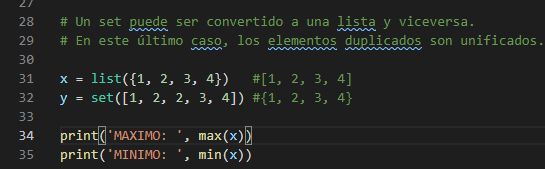 27
28 # Un set puede ser convertido a una lista y viceversa.
29 # En este último caso, los elementos duplicados son unificados.
30
31 x = list({1, 2, 3, 4})   #[1, 2, 3, 4]
32 y = set([1, 2, 2, 3, 4]) #{1, 2, 3, 4}
33
34 print('MAXIMO: ', max(x))
35 print('MINIMO: ', min(x))